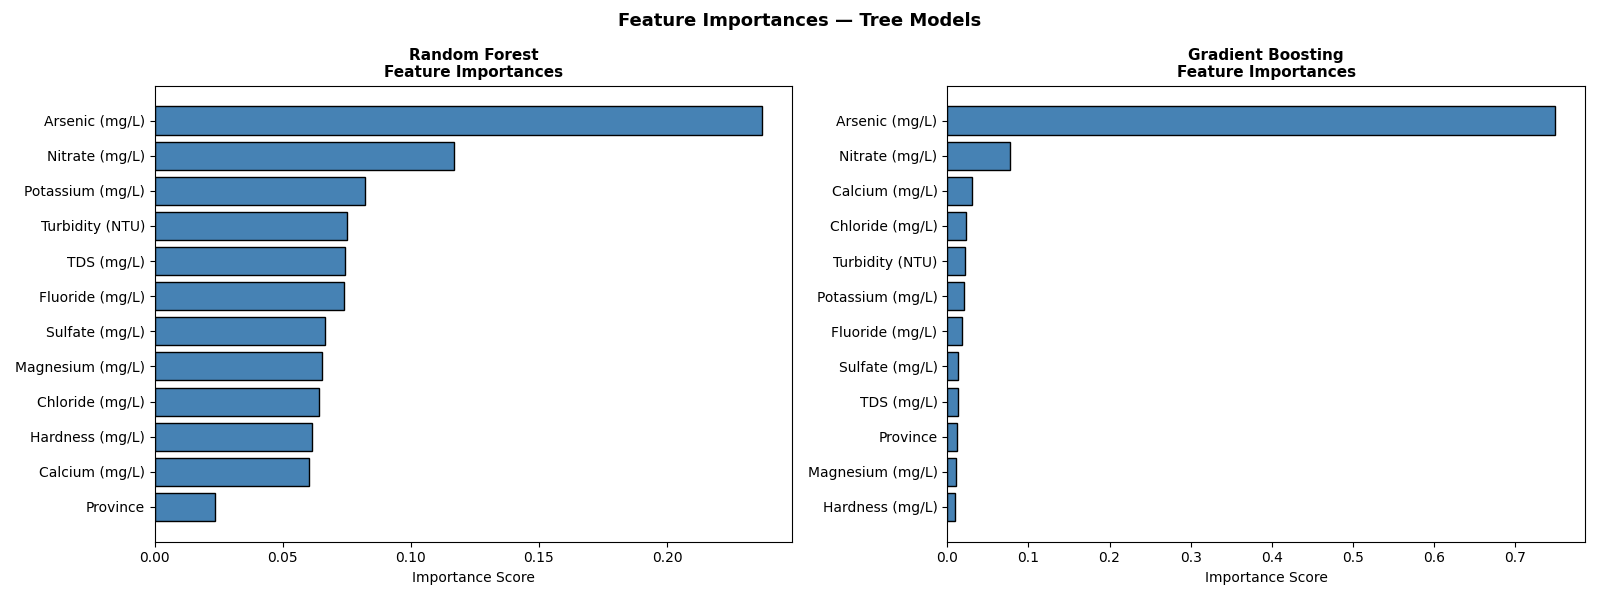 Feature Importances — Tree Models
Random Forest
Feature Importances
Arsenic (mg/L)
Nitrate (mg/L)
Potassium (mg/L)
Turbidity (NTU)
TDS (mg/L)
Fluoride (mg/L)
Sulfate (mg/L)
Magnesium (mg/L)
Chloride (mg/L)
Hardness (mg/L)
Calcium (mg/L)
Province
0.00 0.05 0.10 0.15 0.20
Importance Score
Gradient Boosting
Feature Importances
Arsenic (mg/L)
Nitrate (mg/L)
Calcium (mg/L)
Chloride (mg/L)
Turbidity (NTU)
Potassium (mg/L)
Fluoride (mg/L)
Sulfate (mg/L)
TDS (mg/L)
Province
Magnesium (mg/L)
Hardness (mg/L)
0.0 0.1 0.2 0.3 0.4 0.5 0.6 0.7
Importance Score